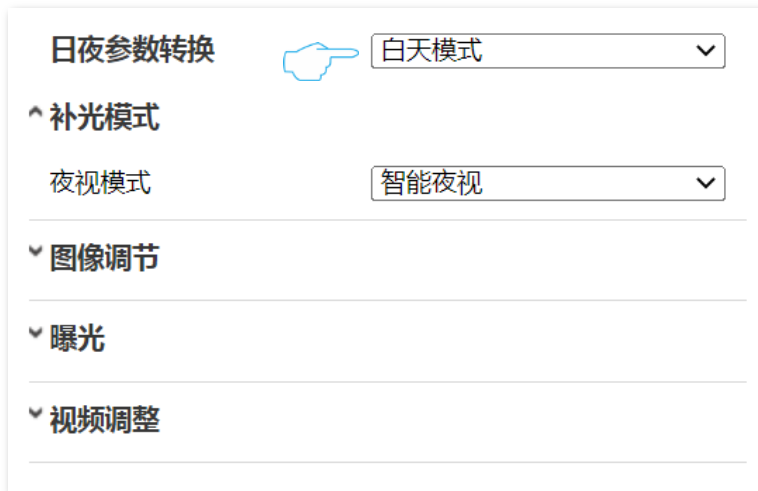 日夜参数转换 白天模式
补光模式
夜视模式 智能夜视
图像调节
曝光
视频调整